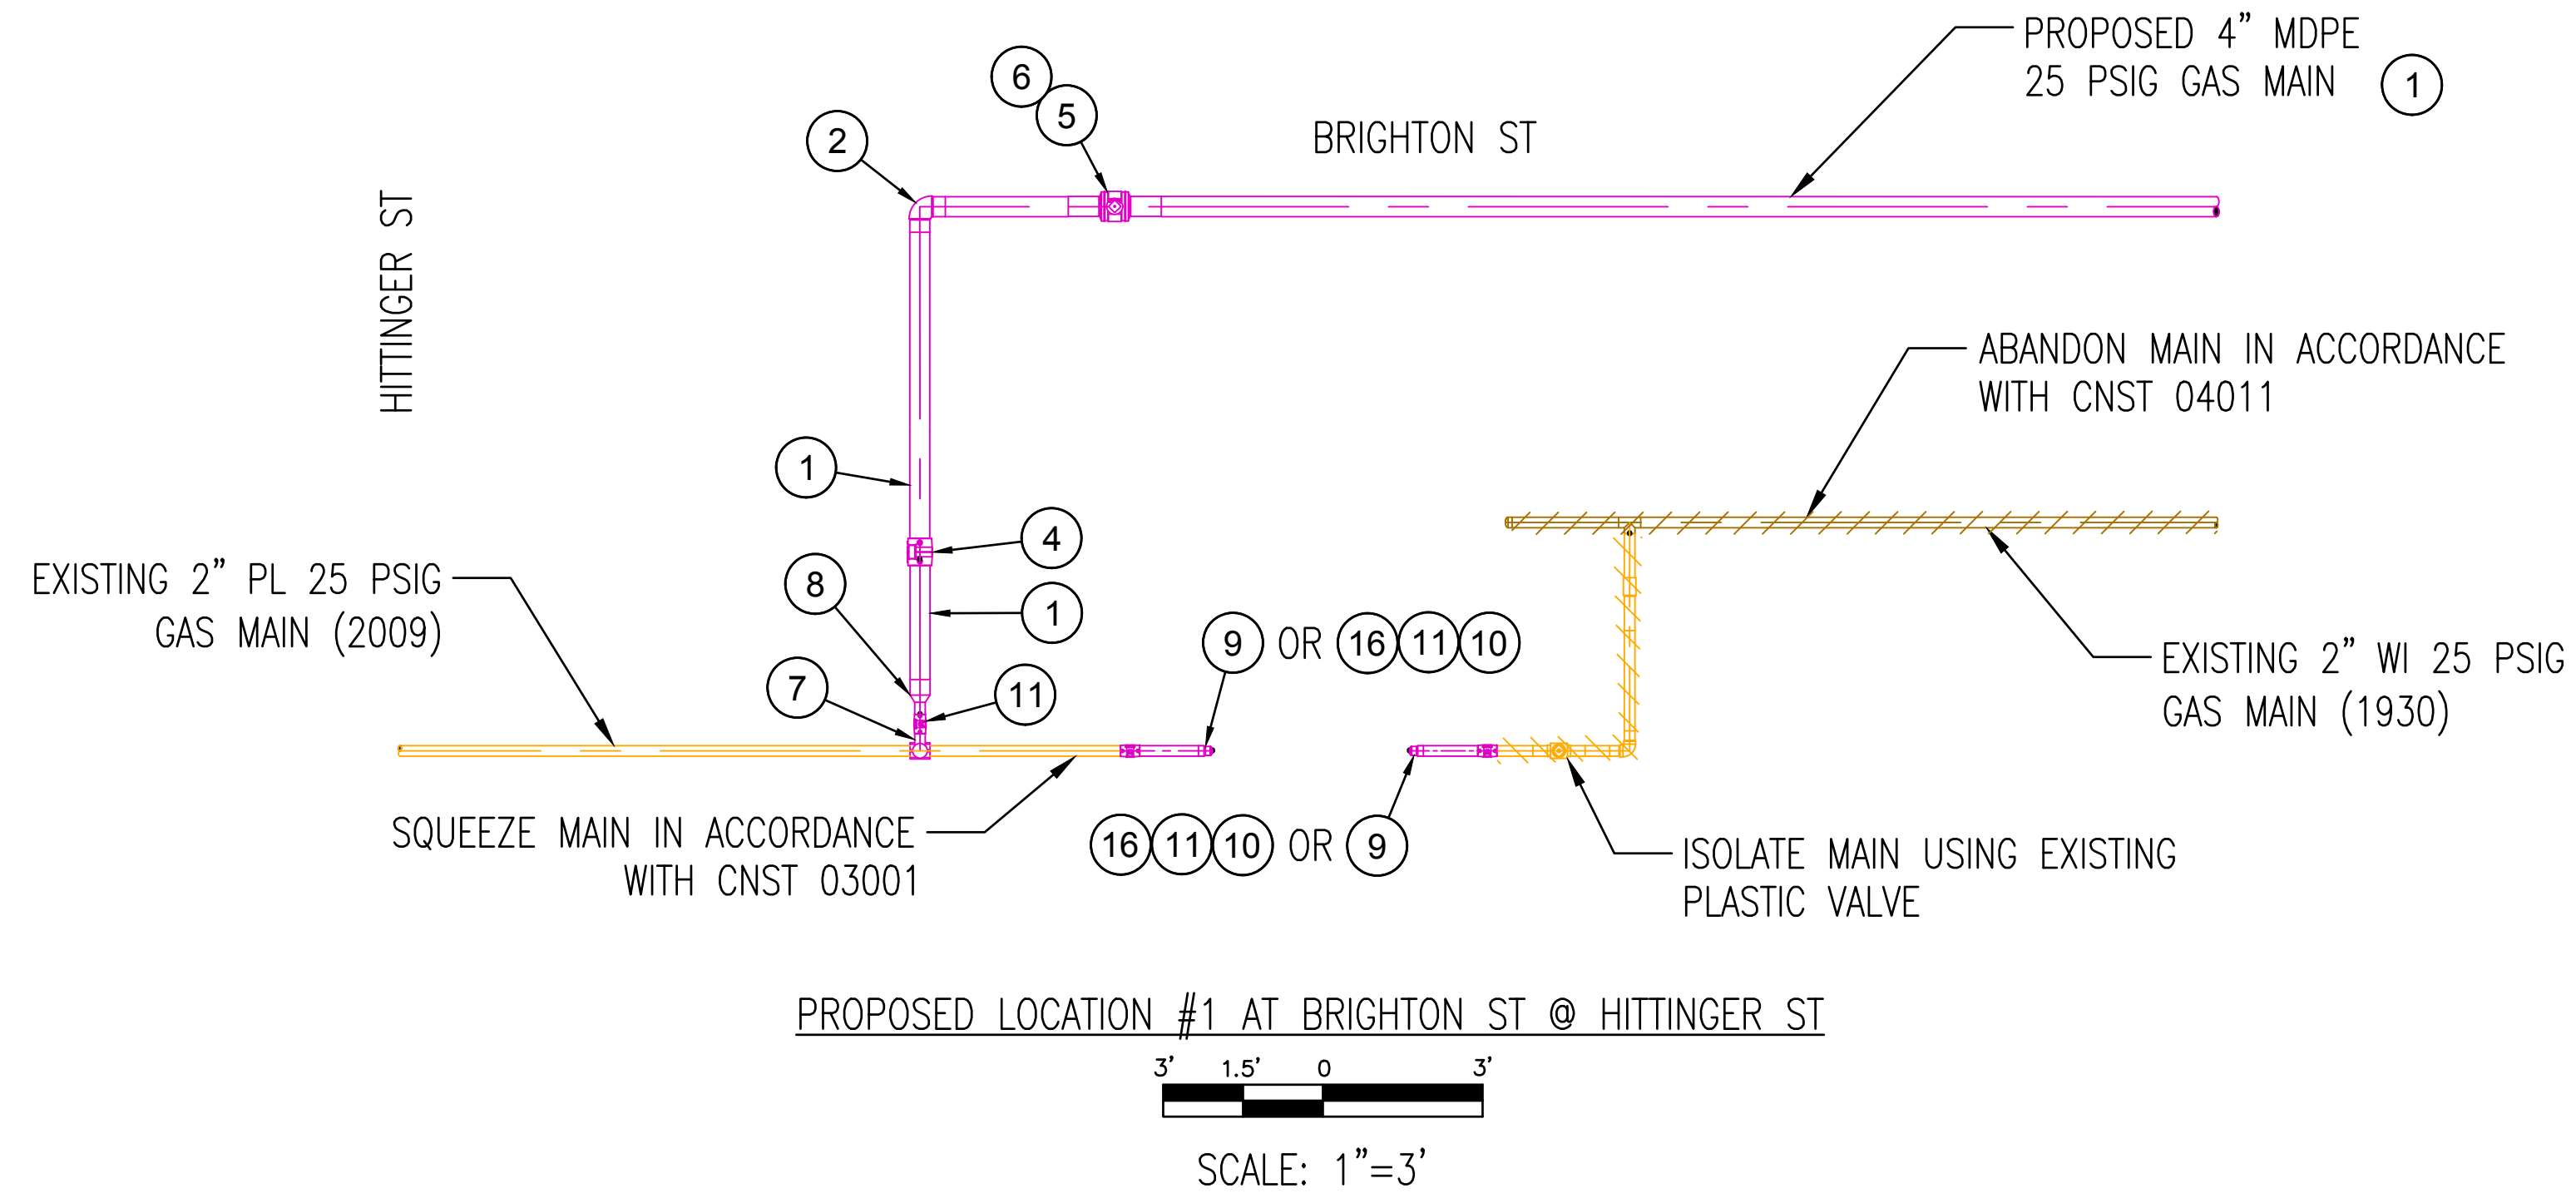 PROPOSED 4" MDPE
25 PSIG GAS MAIN
1
6
5
BRIGHTON ST
2
HITTINGER ST
ABANDON MAIN IN ACCORDANCE
WITH CNST 04011
1
4
EXISTING 2" PL 25 PSIG
GAS MAIN (2009)
8
1
9 OR 16 11 10
EXISTING 2" WI 25 PSIG
GAS MAIN (1930)
7
11
SQUEEZE MAIN IN ACCORDANCE
WITH CNST 03001
16 11 10 OR 9
ISOLATE MAIN USING EXISTING
PLASTIC VALVE
PROPOSED LOCATION #1 AT BRIGHTON ST @ HITTINGER ST
3' 1.5' 0 3'
SCALE: 1"=3'